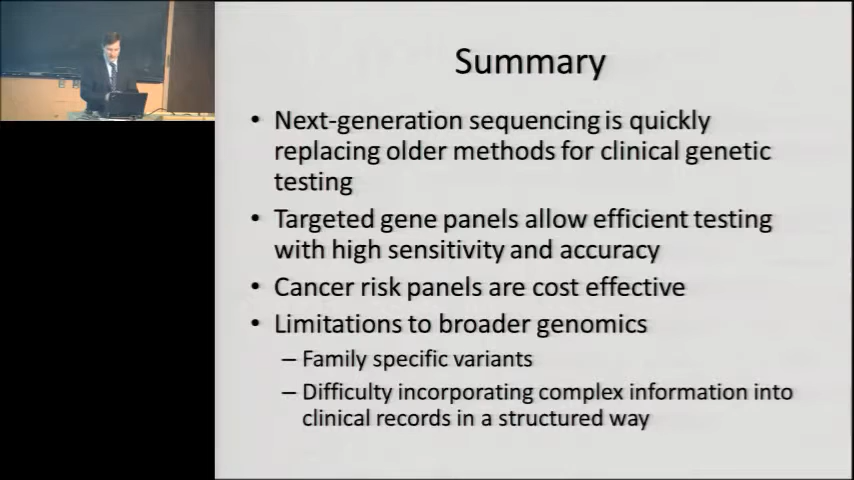 Summary
• Next-generation sequencing is quickly
replacing older methods for clinical genetic
testing
• Targeted gene panels allow efficient testing
with high sensitivity and accuracy
• Cancer risk panels are cost effective
• Limitations to broader genomics
– Family specific variants
– Difficulty incorporating complex information into
clinical records in a structured way